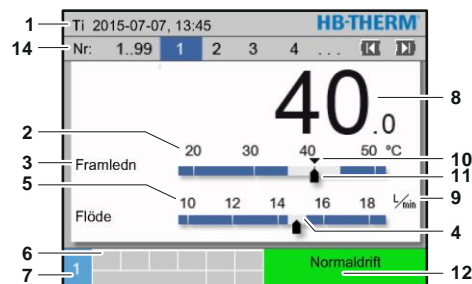 1 Ti 2015-07-07, 13:45 HB-THERM
14 Nr: 1..99 1 2 3 4 ...
40.0 8
2 20 30 40 50 °C 10
3 Framledn 11
5 10 12 14 16 18 L/min 9
Flöde 4
6 Normaldrift
7 1 12